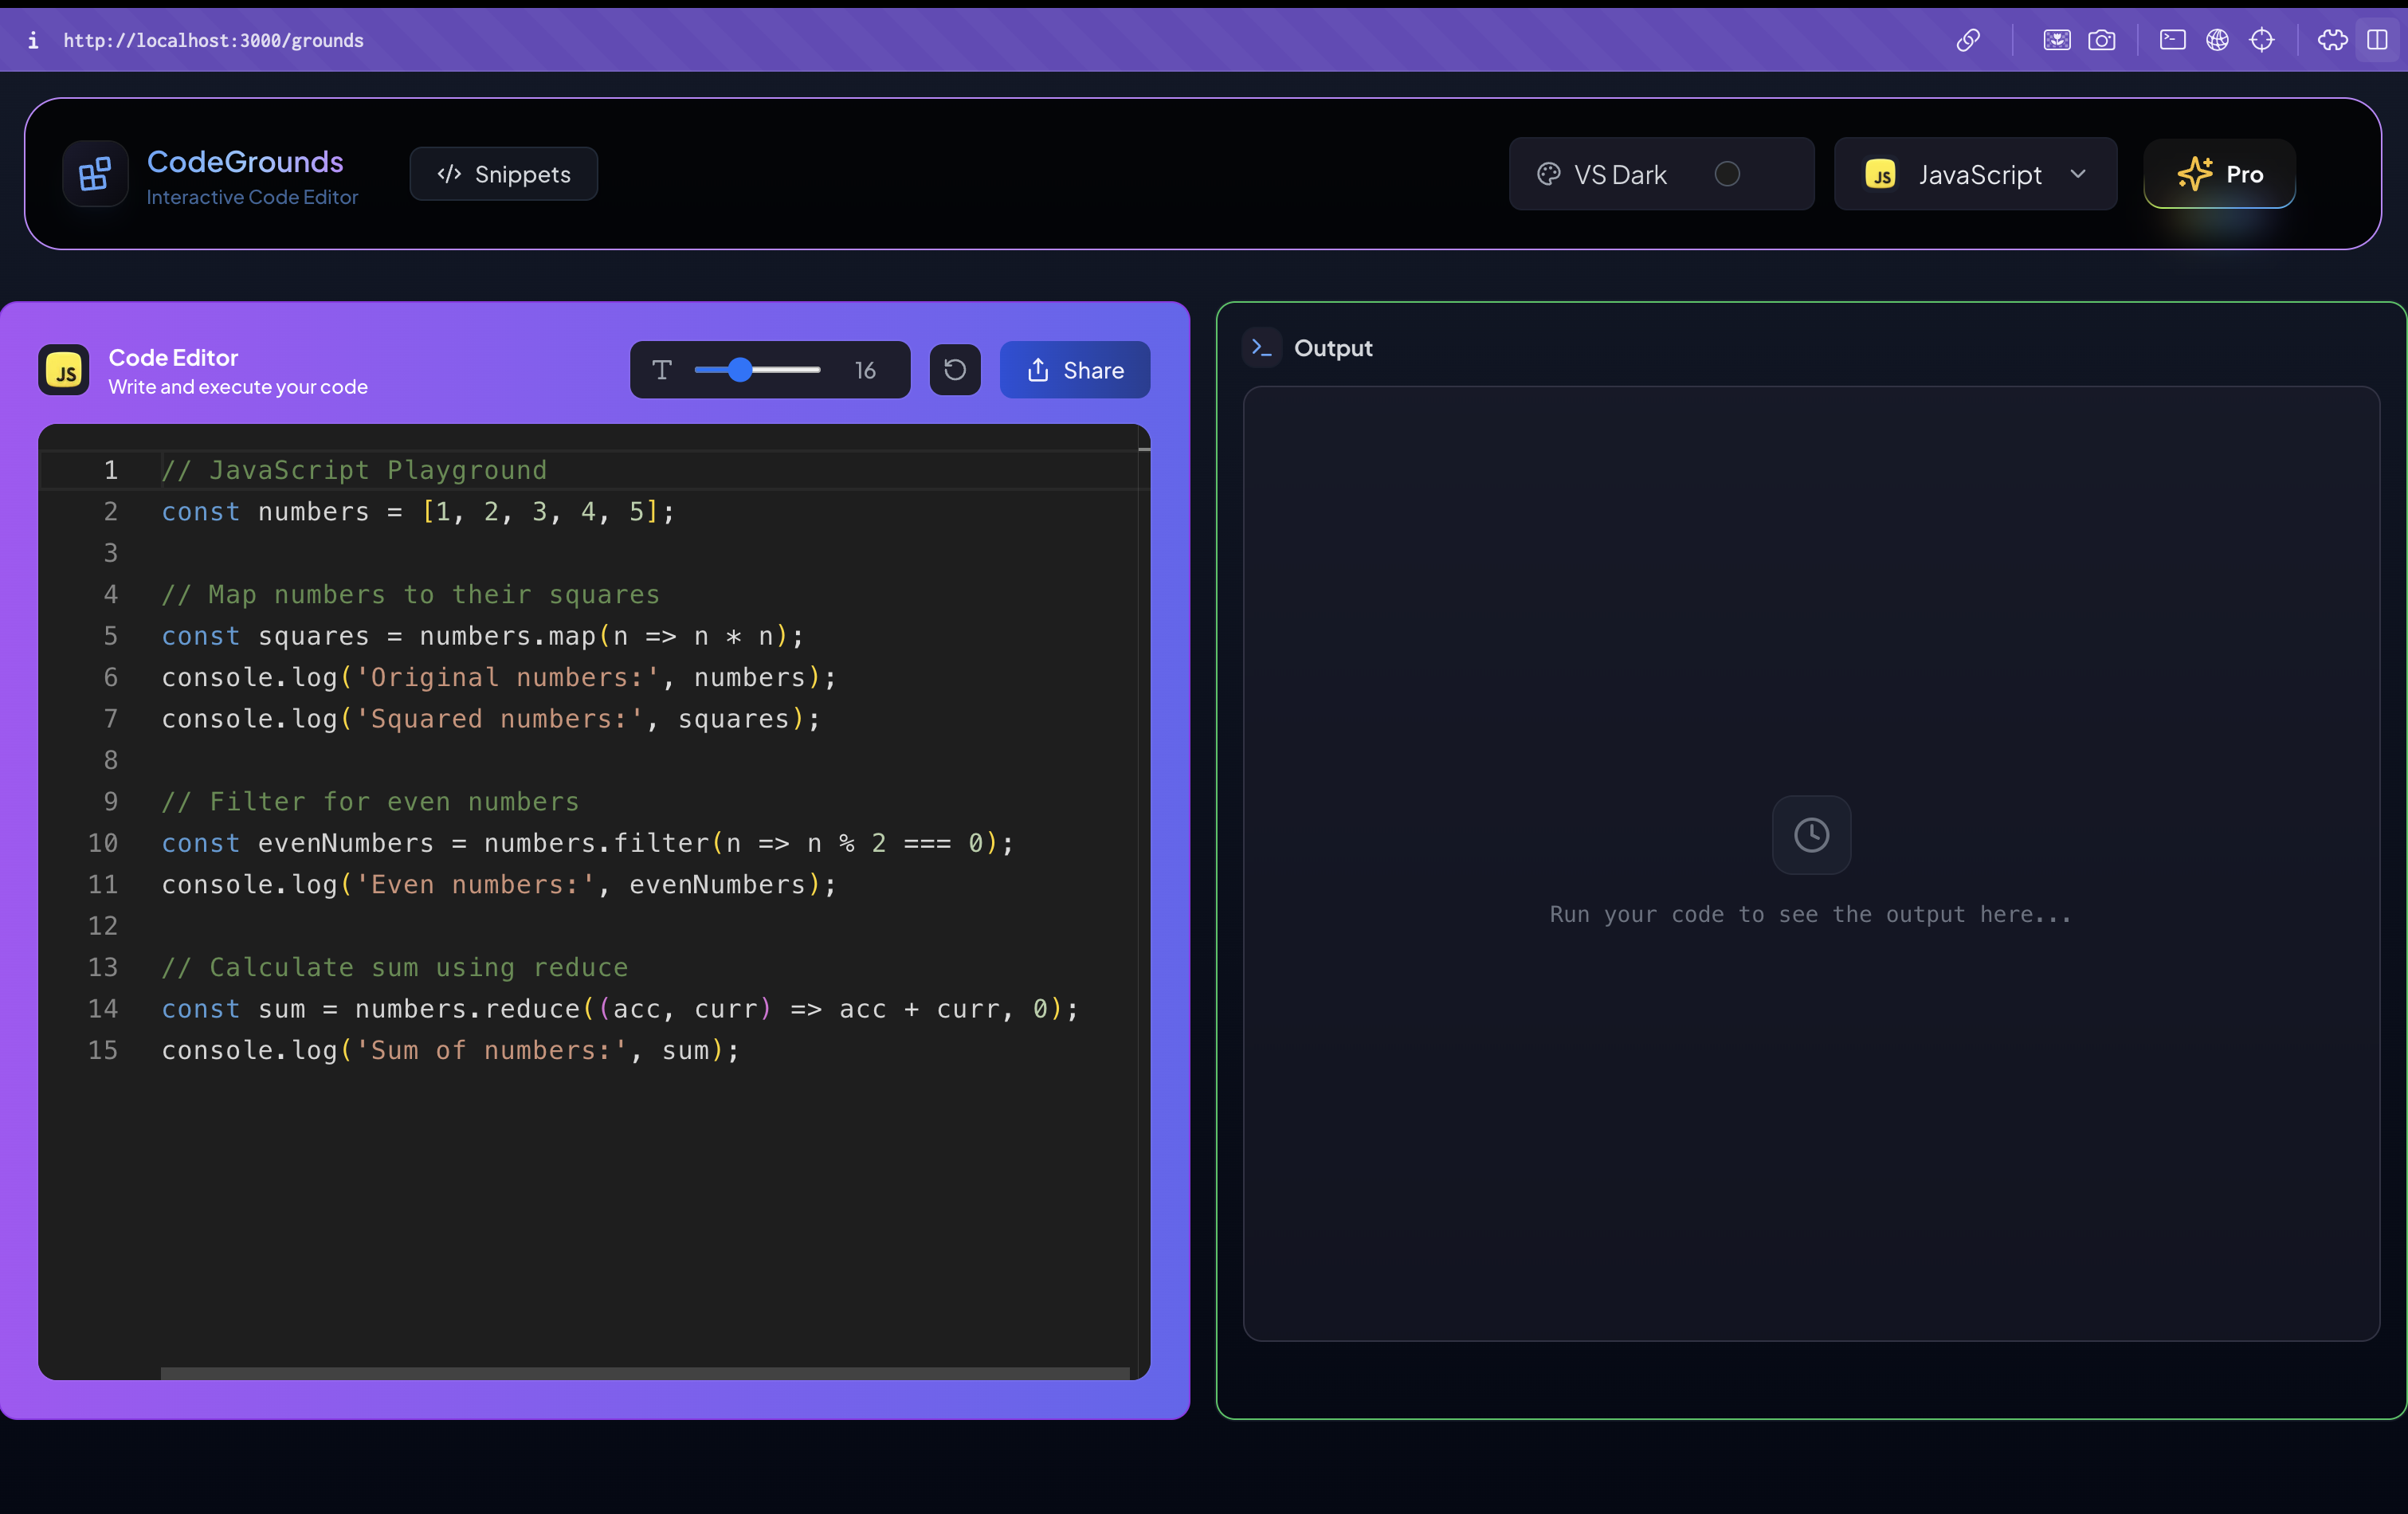 http://localhost:3000/grounds
CodeGrounds
Interactive Code Editor
</> Snippets
VS Dark
JS JavaScript
Pro
JS
Code Editor
Write and execute your code
T 16
Share
1 // JavaScript Playground
2 const numbers = [1, 2, 3, 4, 5];
3
4 // Map numbers to their squares
5 const squares = numbers.map(n => n * n);
6 console.log('Original numbers:', numbers);
7 console.log('Squared numbers:', squares);
8
9 // Filter for even numbers
10 const evenNumbers = numbers.filter(n => n % 2 === 0);
11 console.log('Even numbers:', evenNumbers);
12
13 // Calculate sum using reduce
14 const sum = numbers.reduce((acc, curr) => acc + curr, 0);
15 console.log('Sum of numbers:', sum);
Output
Run your code to see the output here...